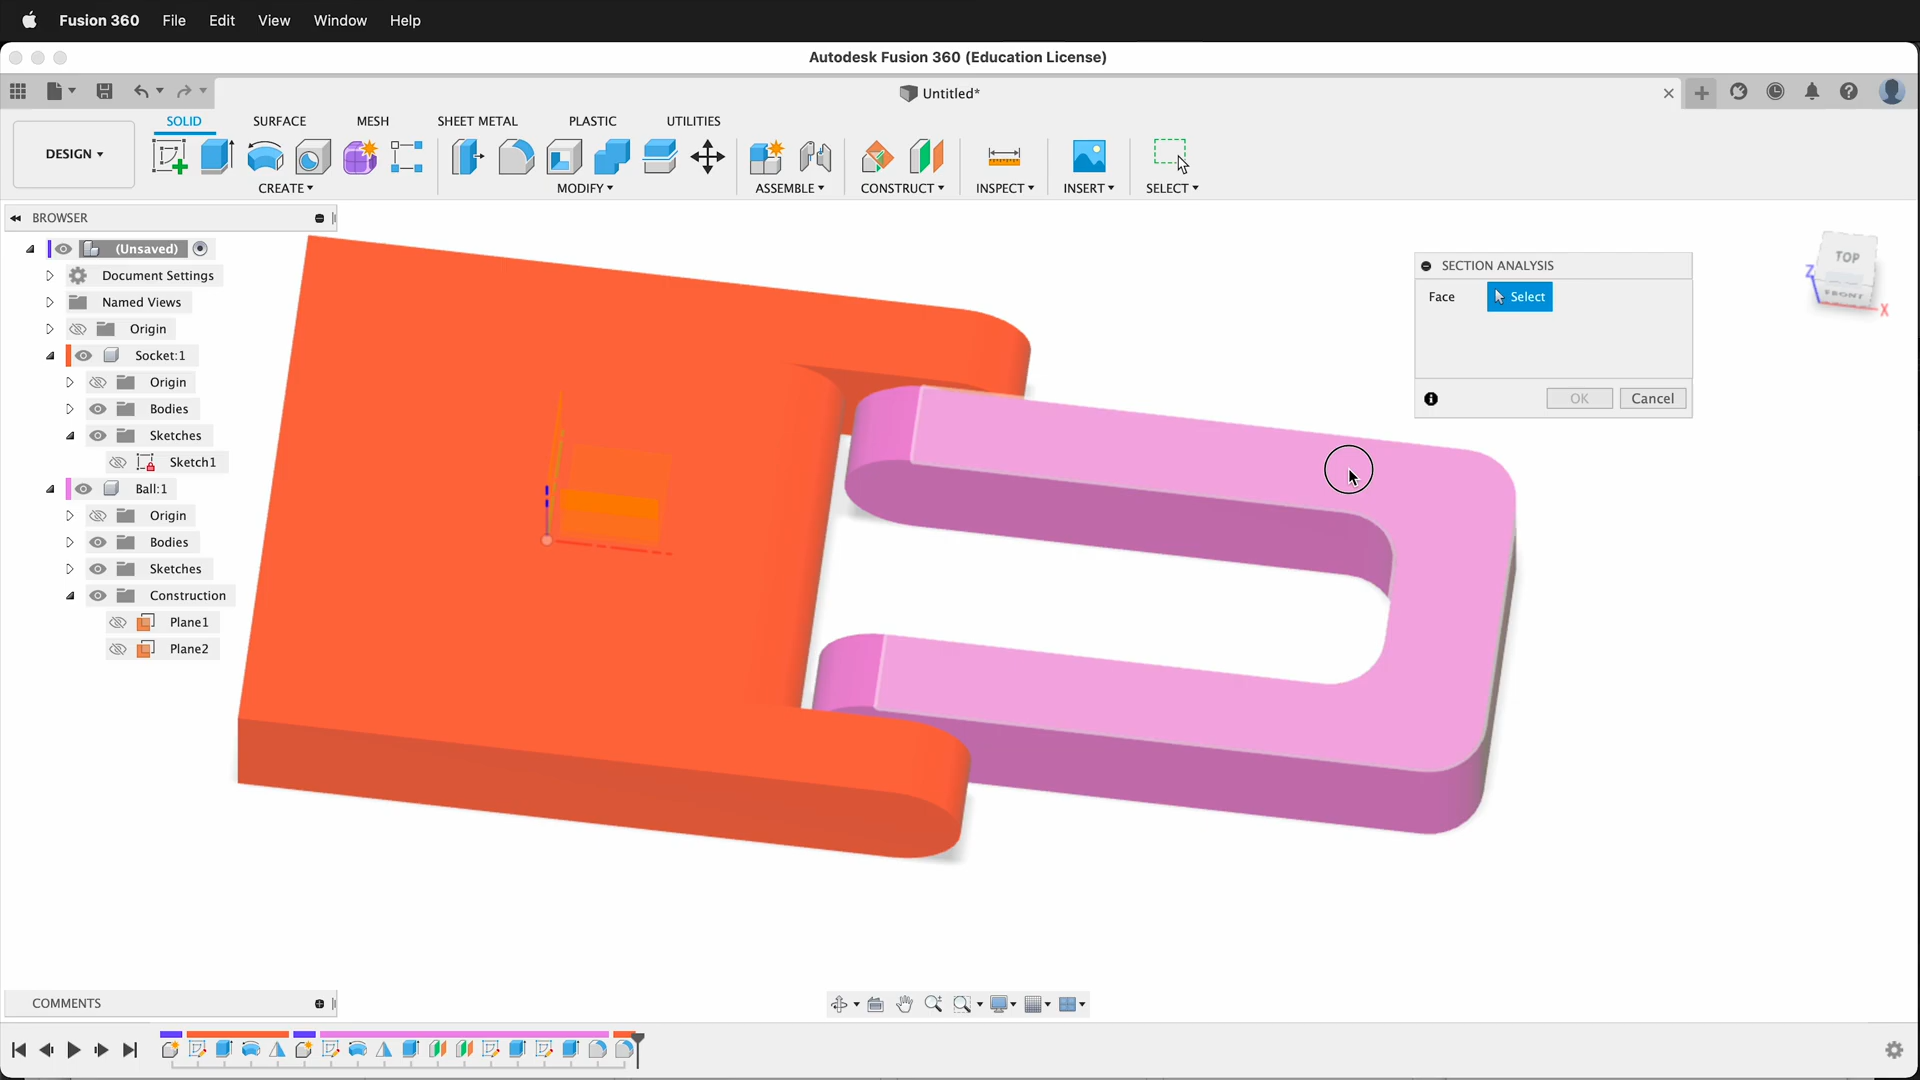 Fusion 360 File Edit View Window Help
Autodesk Fusion 360 (Education License)
Untitled*
SOLID SURFACE MESH SHEET METAL PLASTIC UTILITIES
DESIGN
CREATE MODIFY ASSEMBLE CONSTRUCT INSPECT INSERT SELECT
BROWSER
(Unsaved)
Document Settings
Named Views
Origin
Socket:1
Origin
Bodies
Sketches
Sketch1
Ball:1
Origin
Bodies
Sketches
Construction
Plane1
Plane2
SECTION ANALYSIS
Face Select
OK Cancel
TOP
Z
FRONT
X
COMMENTS